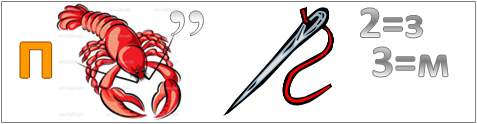 п ,,
2=з
3=м